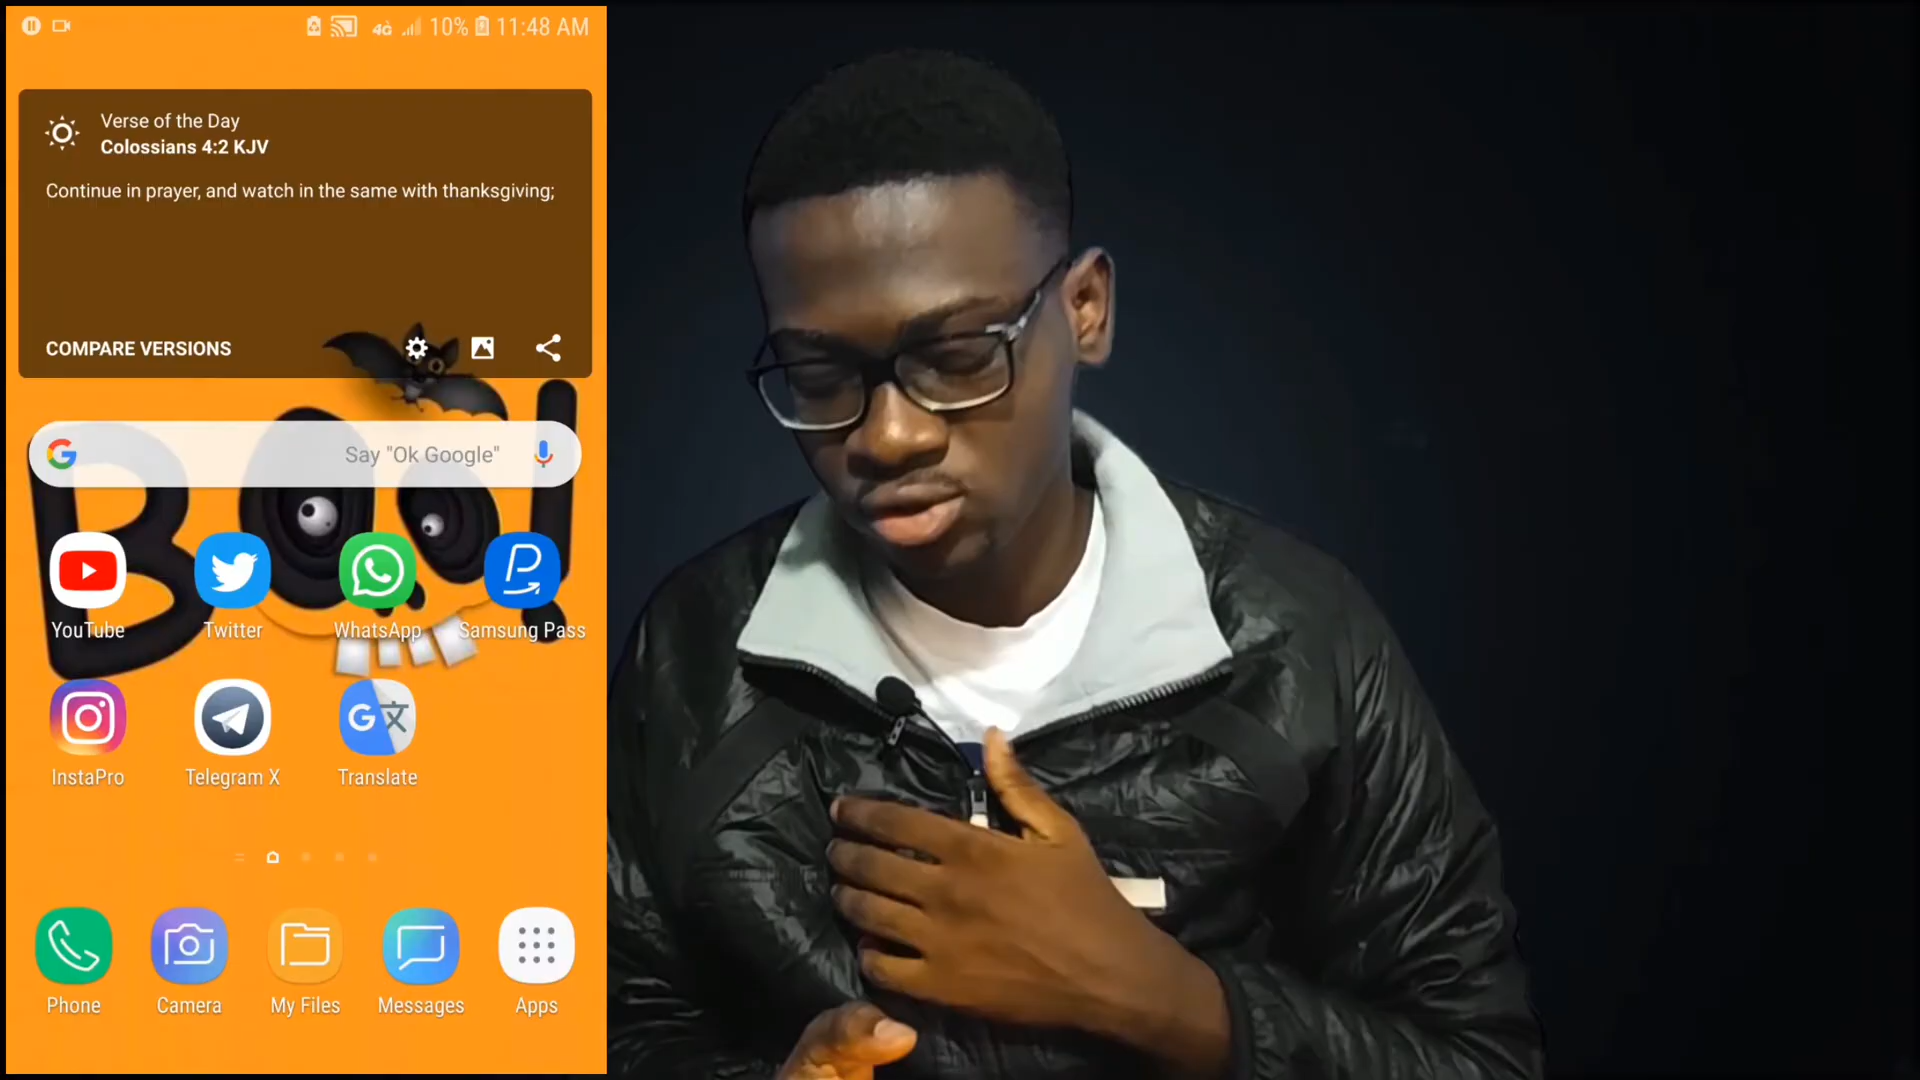 4G 10% 11:48 AM
Verse of the Day
Colossians 4:2 KJV
Continue in prayer, and watch in the same with thanksgiving;
COMPARE VERSIONS
Say "Ok Google"
BOO!
YouTube Twitter WhatsApp Samsung Pass
InstaPro Telegram X Translate
Phone Camera My Files Messages Apps